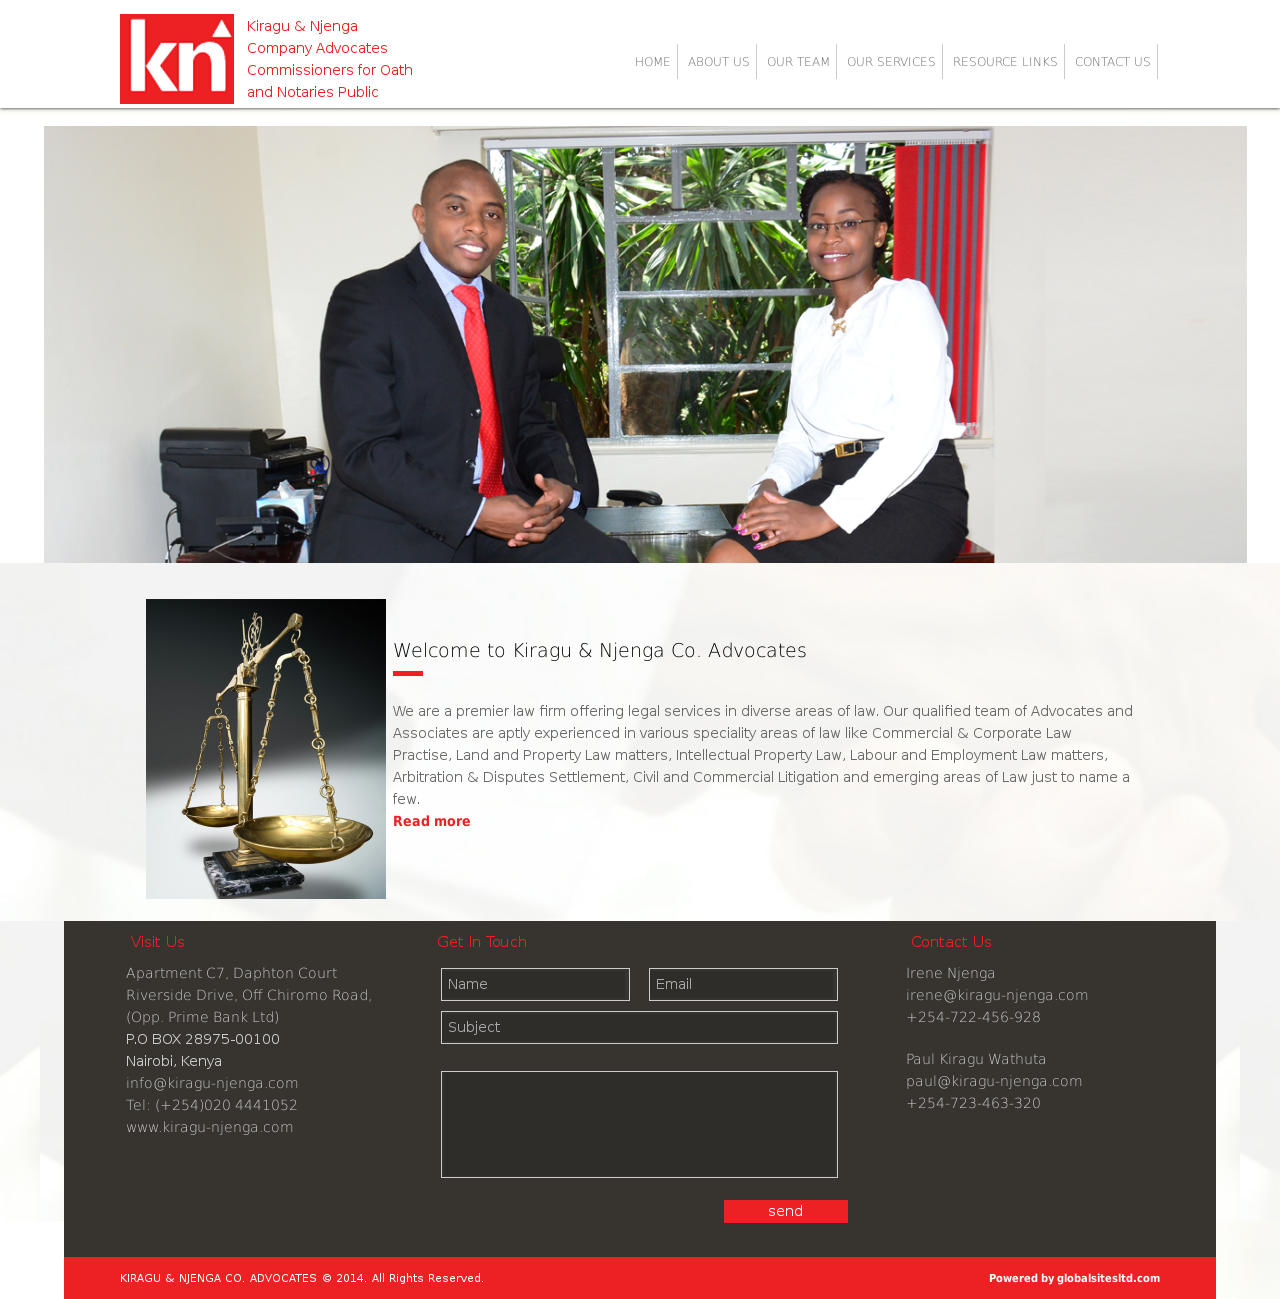 kn
Kiragu & Njenga
Company Advocates
Commissioners for Oath
and Notaries Public
HOME
ABOUT US
OUR TEAM
OUR SERVICES
RESOURCE LINKS
CONTACT US
Welcome to Kiragu & Njenga Co. Advocates
We are a premier law firm offering legal services in diverse areas of law. Our qualified team of Advocates and
Associates are aptly experienced in various speciality areas of law like Commercial & Corporate Law
Practise, Land and Property Law matters, Intellectual Property Law, Labour and Employment Law matters,
Arbitration & Disputes Settlement, Civil and Commercial Litigation and emerging areas of Law just to name a
few.
Read more
Visit Us
Apartment C7, Daphton Court
Riverside Drive, Off Chiromo Road,
(Opp. Prime Bank Ltd)
P.O BOX 28975-00100
Nairobi, Kenya
info@kiragu-njenga.com
Tel: (+254)020 4441052
www.kiragu-njenga.com
Get In Touch
Name
Email
Subject
send
Contact Us
Irene Njenga
irene@kiragu-njenga.com
+254-722-456-928
Paul Kiragu Wathuta
paul@kiragu-njenga.com
+254-723-463-320
KIRAGU & NJENGA CO. ADVOCATES © 2014. All Rights Reserved.
Powered by globalsitesltd.com